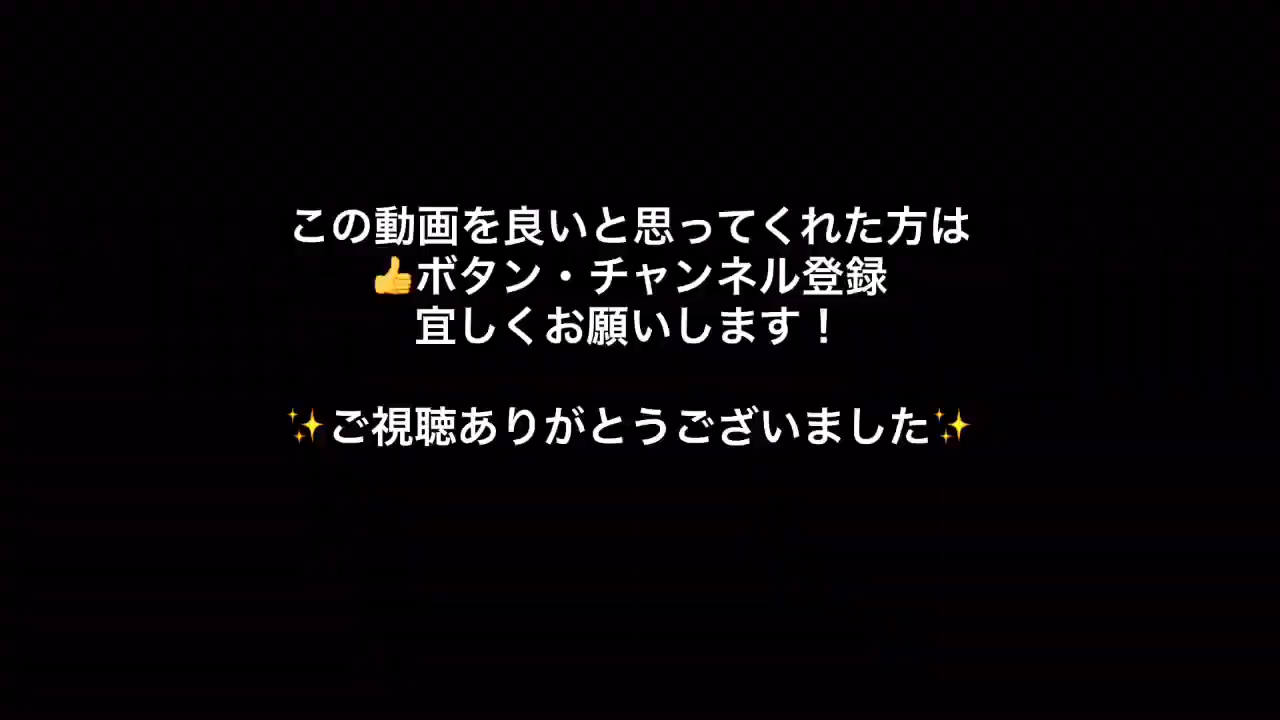 この動画を良いと思ってくれた方は
👍ボタン・チャンネル登録
宜しくお願いします！
✨ご視聴ありがとうございました✨